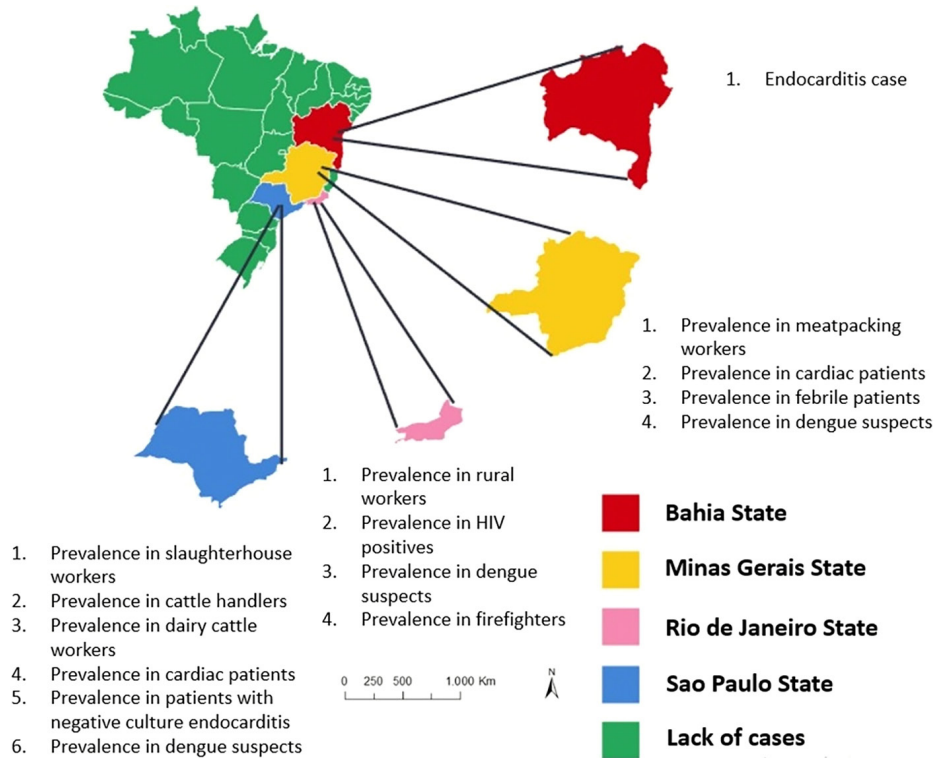 1. Endocarditis case
1. Prevalence in meatpacking
workers
2. Prevalence in cardiac patients
3. Prevalence in febrile patients
4. Prevalence in dengue suspects
1. Prevalence in rural
workers
2. Prevalence in HIV
positives
3. Prevalence in dengue
suspects
4. Prevalence in firefighters
1. Prevalence in slaughterhouse
workers
2. Prevalence in cattle handlers
3. Prevalence in dairy cattle
workers
4. Prevalence in cardiac patients
5. Prevalence in patients with
negative culture endocarditis
6. Prevalence in dengue suspects
0 250 500 1.000 Km
N
Bahia State
Minas Gerais State
Rio de Janeiro State
Sao Paulo State
Lack of cases